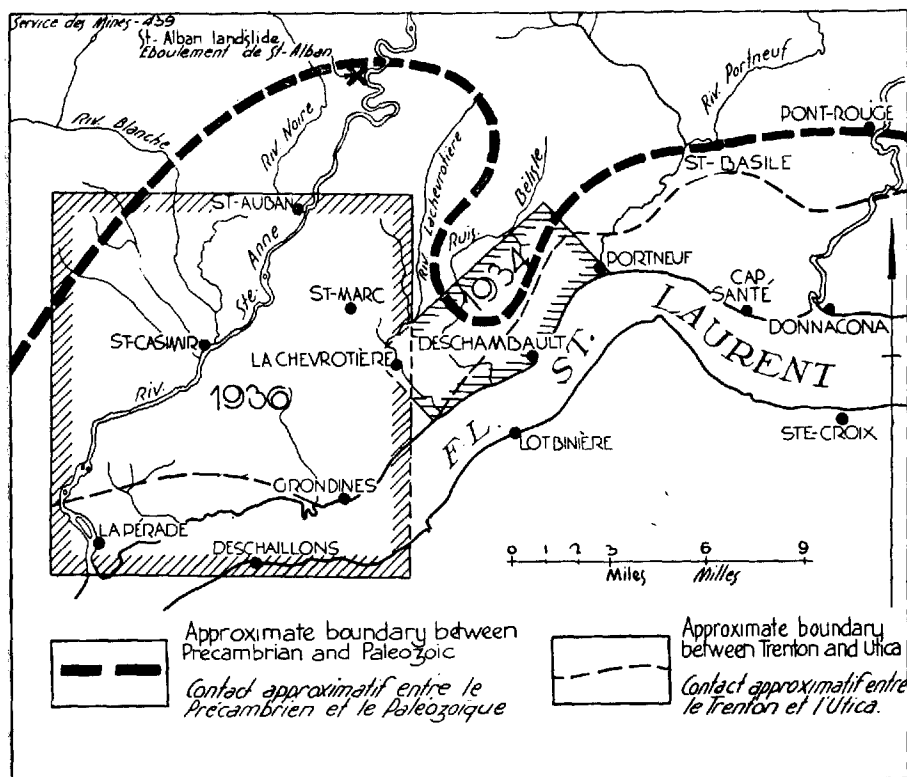 Service des Mines - 459
St-Alban landslide
Eboulement de St-Alban
Riv. Portneuf
Riv. Blanche
Riv. Noire
Riv. Lachevrotière
PONT-ROUGE
ST-BASILE
Ruis. Bélisle
ST-AUBAN
Riv. Ste. Anne
1934
PORTNEUF
ST-MARC
CAP SANTÉ
DONNACONA
ST-CASIMIR
LA CHEVROTIÈRE
DESCHAMBAULT
FL. ST. LAURENT
1930
LOTBINIÈRE
STE-CROIX
GRONDINES
LA PÉRADE
DESCHAILLONS
0 1 2 3 6 9
Miles Milles
Approximate boundary between
Precambrian and Paleozoic
Contact approximatif entre le
Précambrien et le Paléozoïque
Approximate boundary
between Trenton and Utica
Contact approximatif entre
le Trenton et l'Utica.